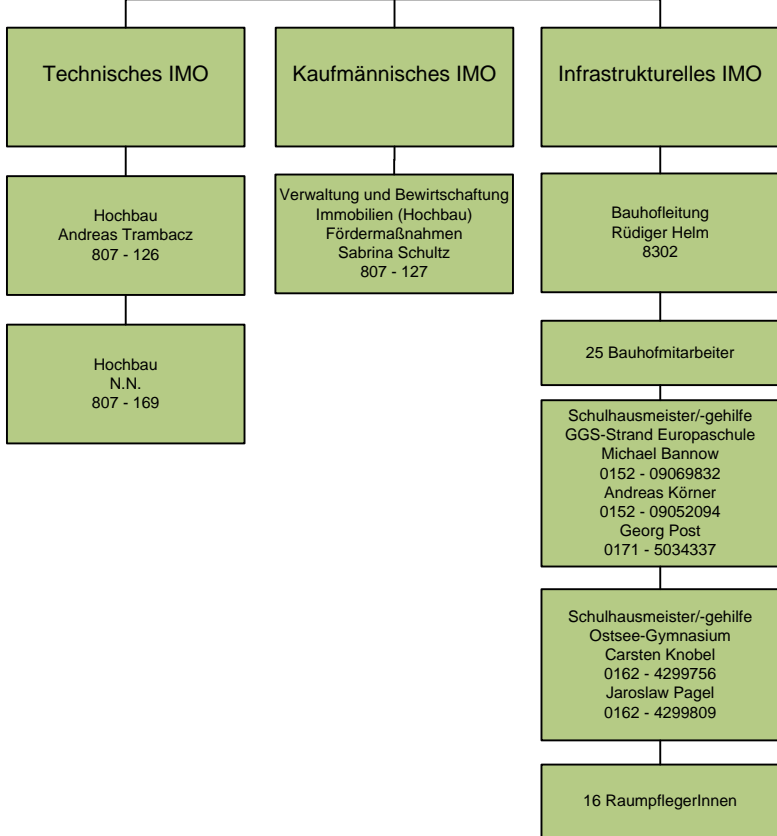 Technisches IMO
Kaufmännisches IMO
Infrastrukturelles IMO
Hochbau
Andreas Trambacz
807 - 126
Verwaltung und Bewirtschaftung
Immobilien (Hochbau)
Fördermaßnahmen
Sabrina Schultz
807 - 127
Bauhofleitung
Rüdiger Helm
8302
Hochbau
N.N.
807 - 169
25 Bauhofmitarbeiter
Schulhausmeister/-gehilfe
GGS-Strand Europaschule
Michael Bannow
0152 - 09069832
Andreas Körner
0152 - 09052094
Georg Post
0171 - 5034337
Schulhausmeister/-gehilfe
Ostsee-Gymnasium
Carsten Knobel
0162 - 4299756
Jaroslaw Pagel
0162 - 4299809
16 RaumpflegerInnen